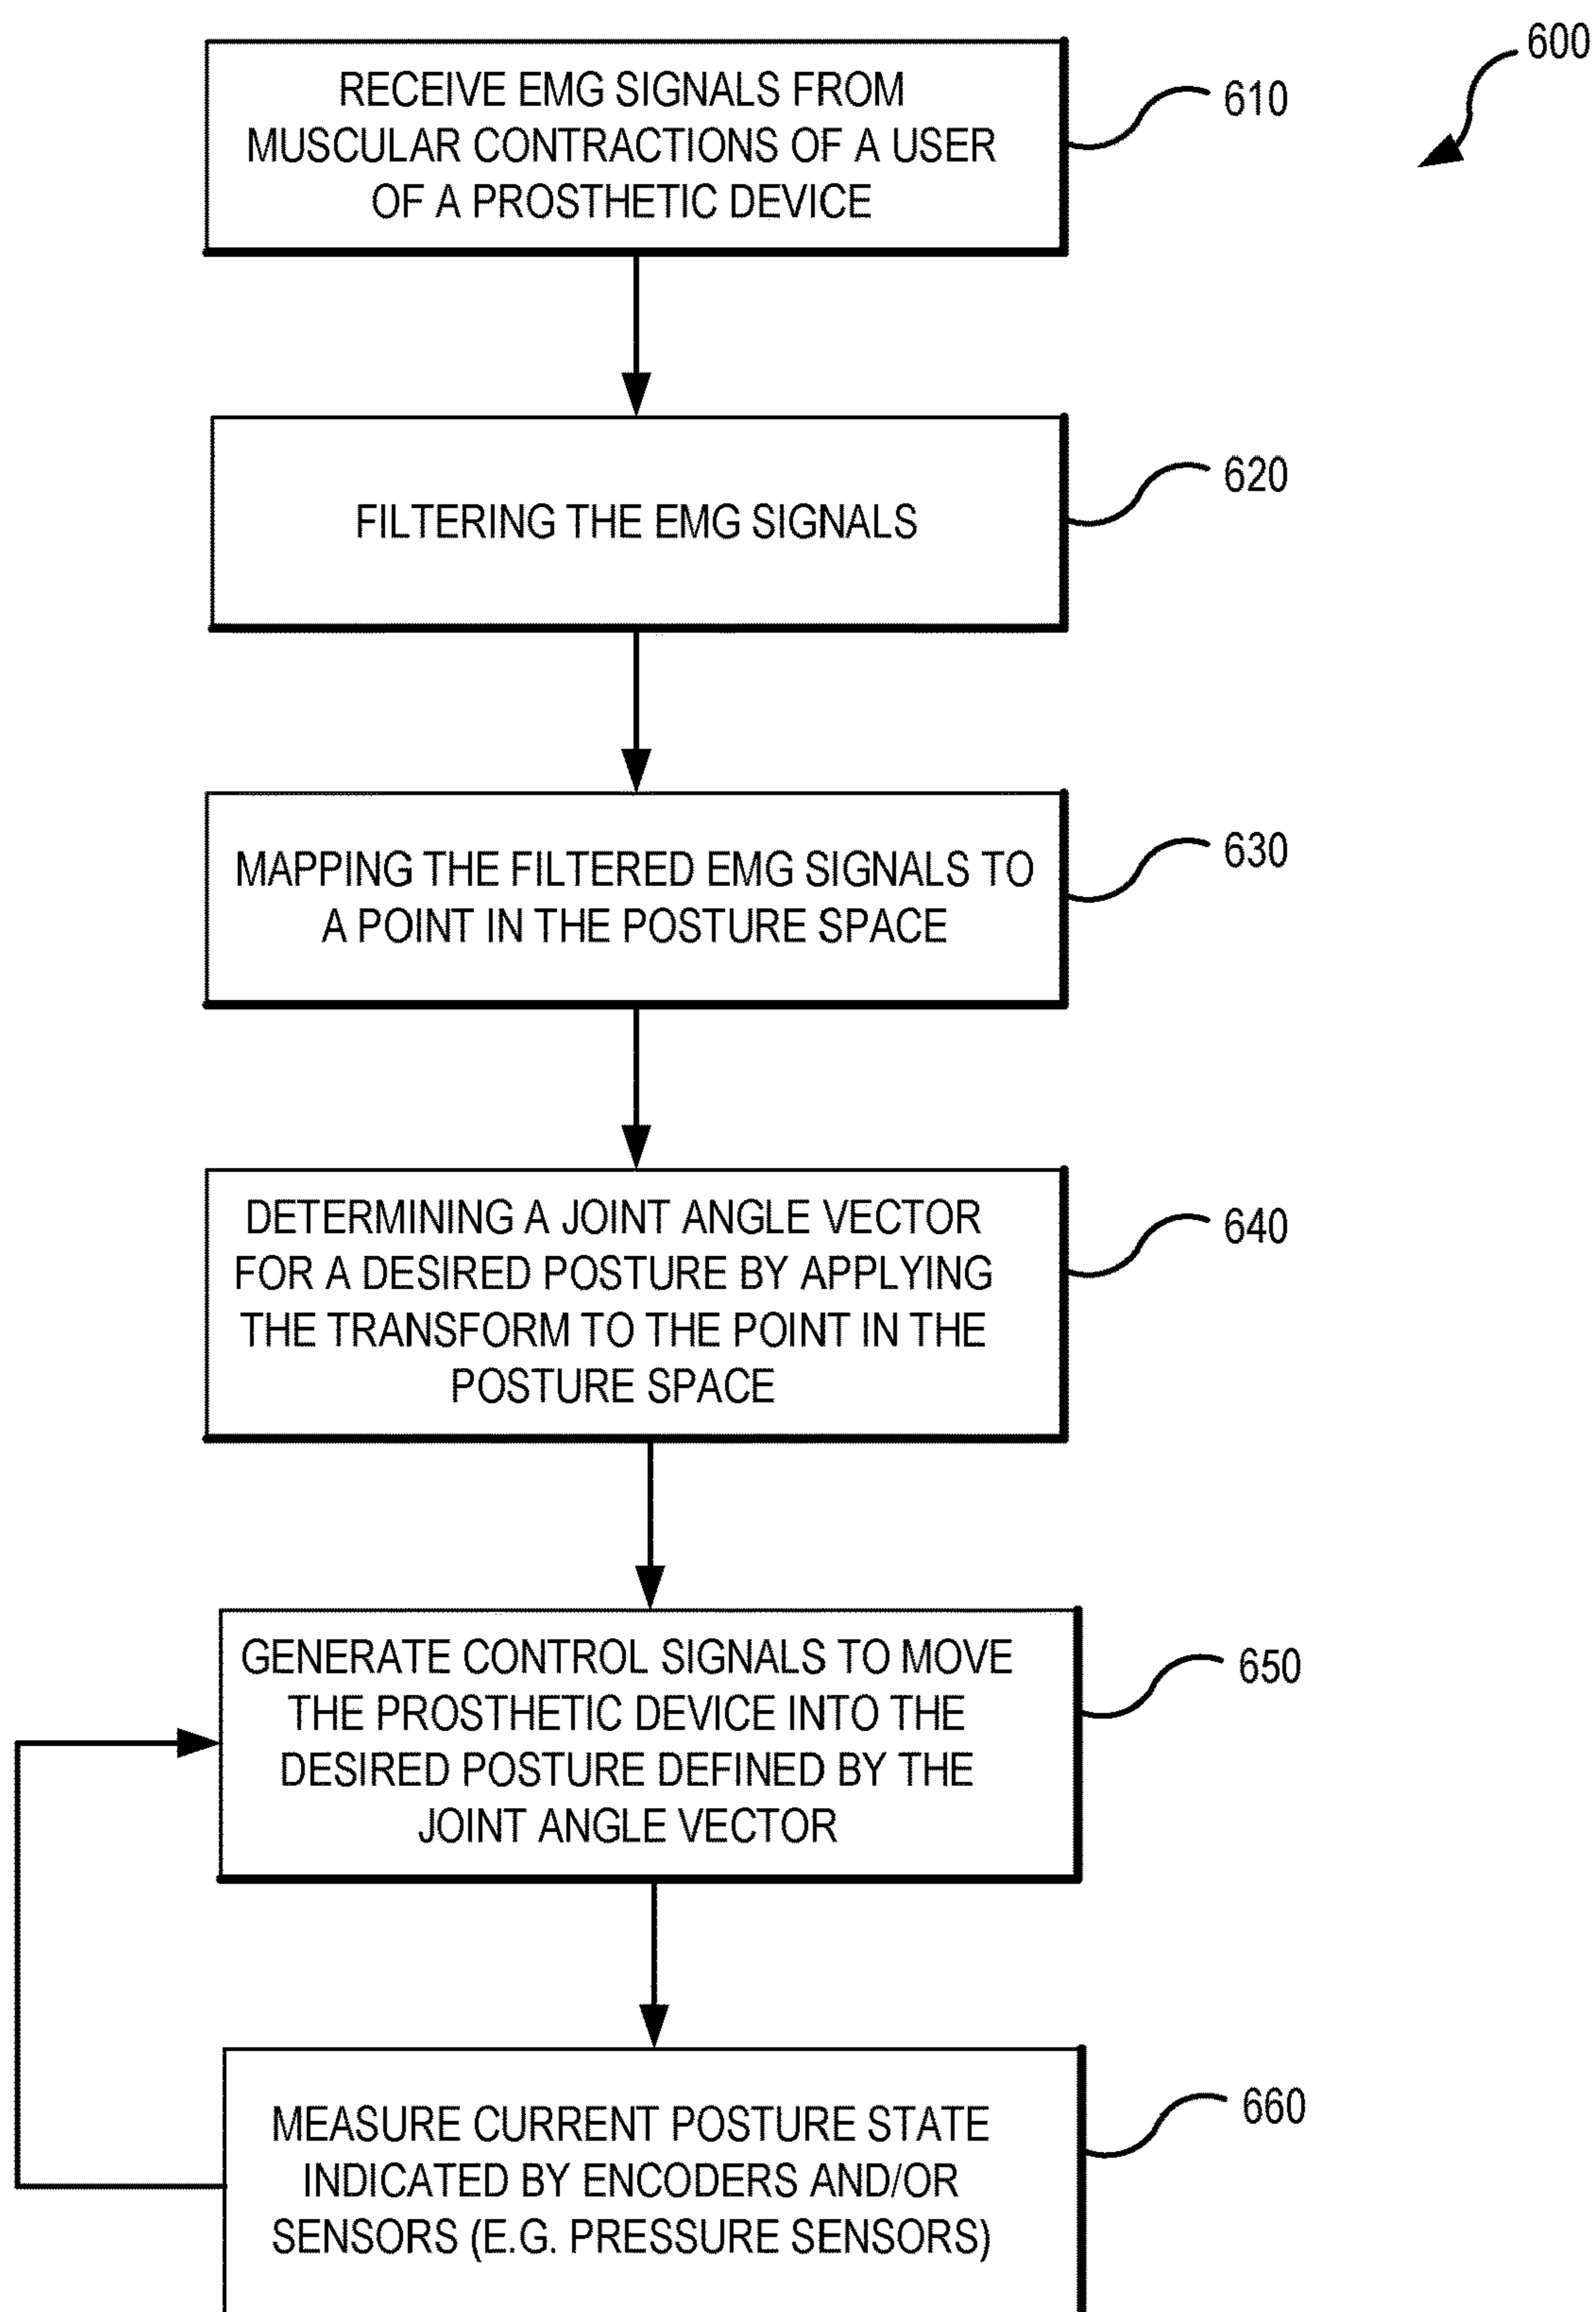 600
RECEIVE EMG SIGNALS FROM
MUSCULAR CONTRACTIONS OF A USER
OF A PROSTHETIC DEVICE
610
FILTERING THE EMG SIGNALS
620
MAPPING THE FILTERED EMG SIGNALS TO
A POINT IN THE POSTURE SPACE
630
DETERMINING A JOINT ANGLE VECTOR
FOR A DESIRED POSTURE BY APPLYING
THE TRANSFORM TO THE POINT IN THE
POSTURE SPACE
640
GENERATE CONTROL SIGNALS TO MOVE
THE PROSTHETIC DEVICE INTO THE
DESIRED POSTURE DEFINED BY THE
JOINT ANGLE VECTOR
650
MEASURE CURRENT POSTURE STATE
INDICATED BY ENCODERS AND/OR
SENSORS (E.G. PRESSURE SENSORS)
660